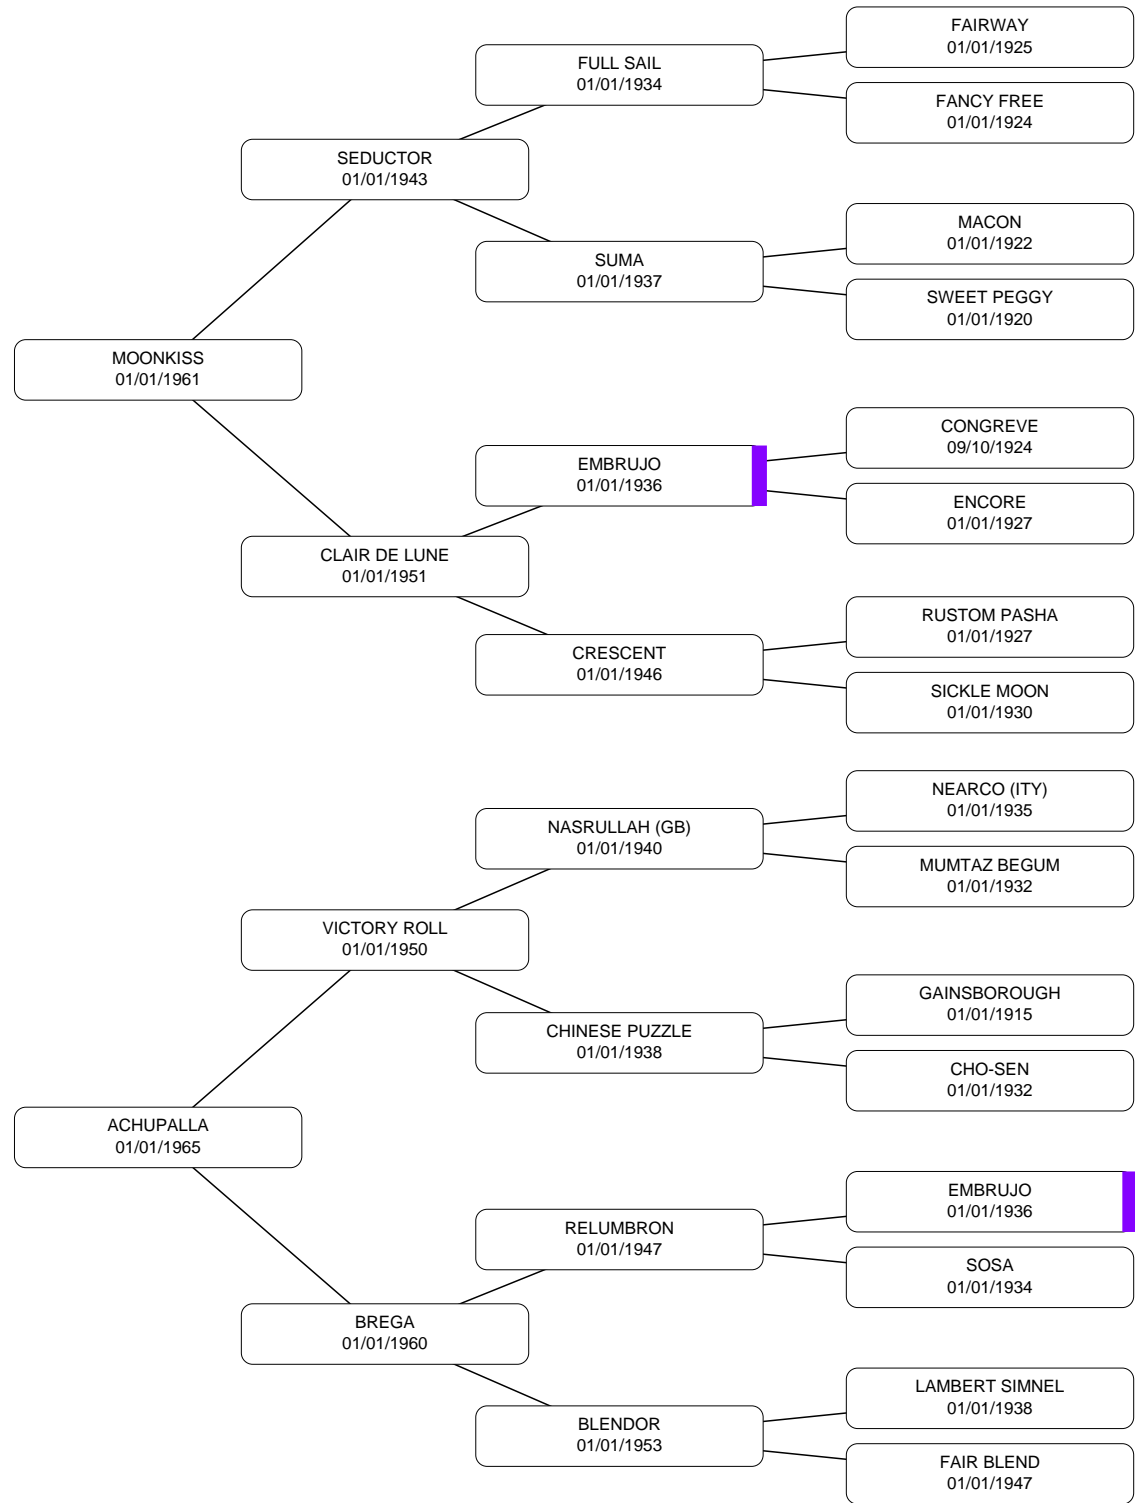 FAIRWAY
01/01/1925
FULL SAIL
01/01/1934
FANCY FREE
01/01/1924
SEDUCTOR
01/01/1943
MACON
01/01/1922
SUMA
01/01/1937
SWEET PEGGY
01/01/1920
MOONKISS
01/01/1961
CONGREVE
09/10/1924
EMBRUJO
01/01/1936
ENCORE
01/01/1927
CLAIR DE LUNE
01/01/1951
RUSTOM PASHA
01/01/1927
CRESCENT
01/01/1946
SICKLE MOON
01/01/1930
NEARCO (ITY)
01/01/1935
NASRULLAH (GB)
01/01/1940
MUMTAZ BEGUM
01/01/1932
VICTORY ROLL
01/01/1950
GAINSBOROUGH
01/01/1915
CHINESE PUZZLE
01/01/1938
CHO-SEN
01/01/1932
ACHUPALLA
01/01/1965
EMBRUJO
01/01/1936
RELUMBRON
01/01/1947
SOSA
01/01/1934
BREGA
01/01/1960
LAMBERT SIMNEL
01/01/1938
BLENDOR
01/01/1953
FAIR BLEND
01/01/1947